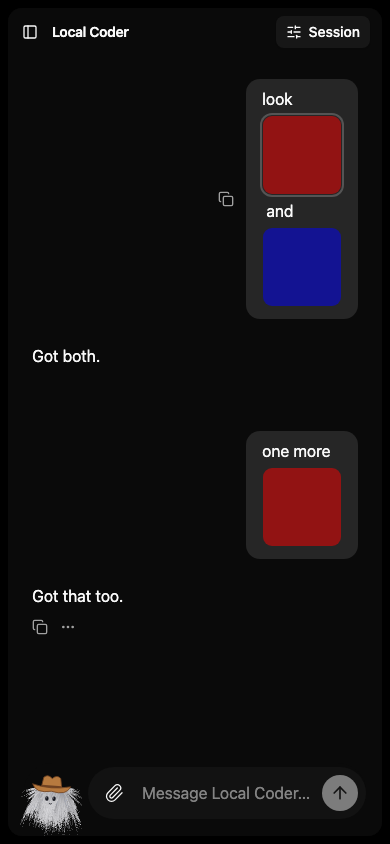 Local Coder
Session
look
and
Got both.
one more
Got that too.
Message Local Coder...